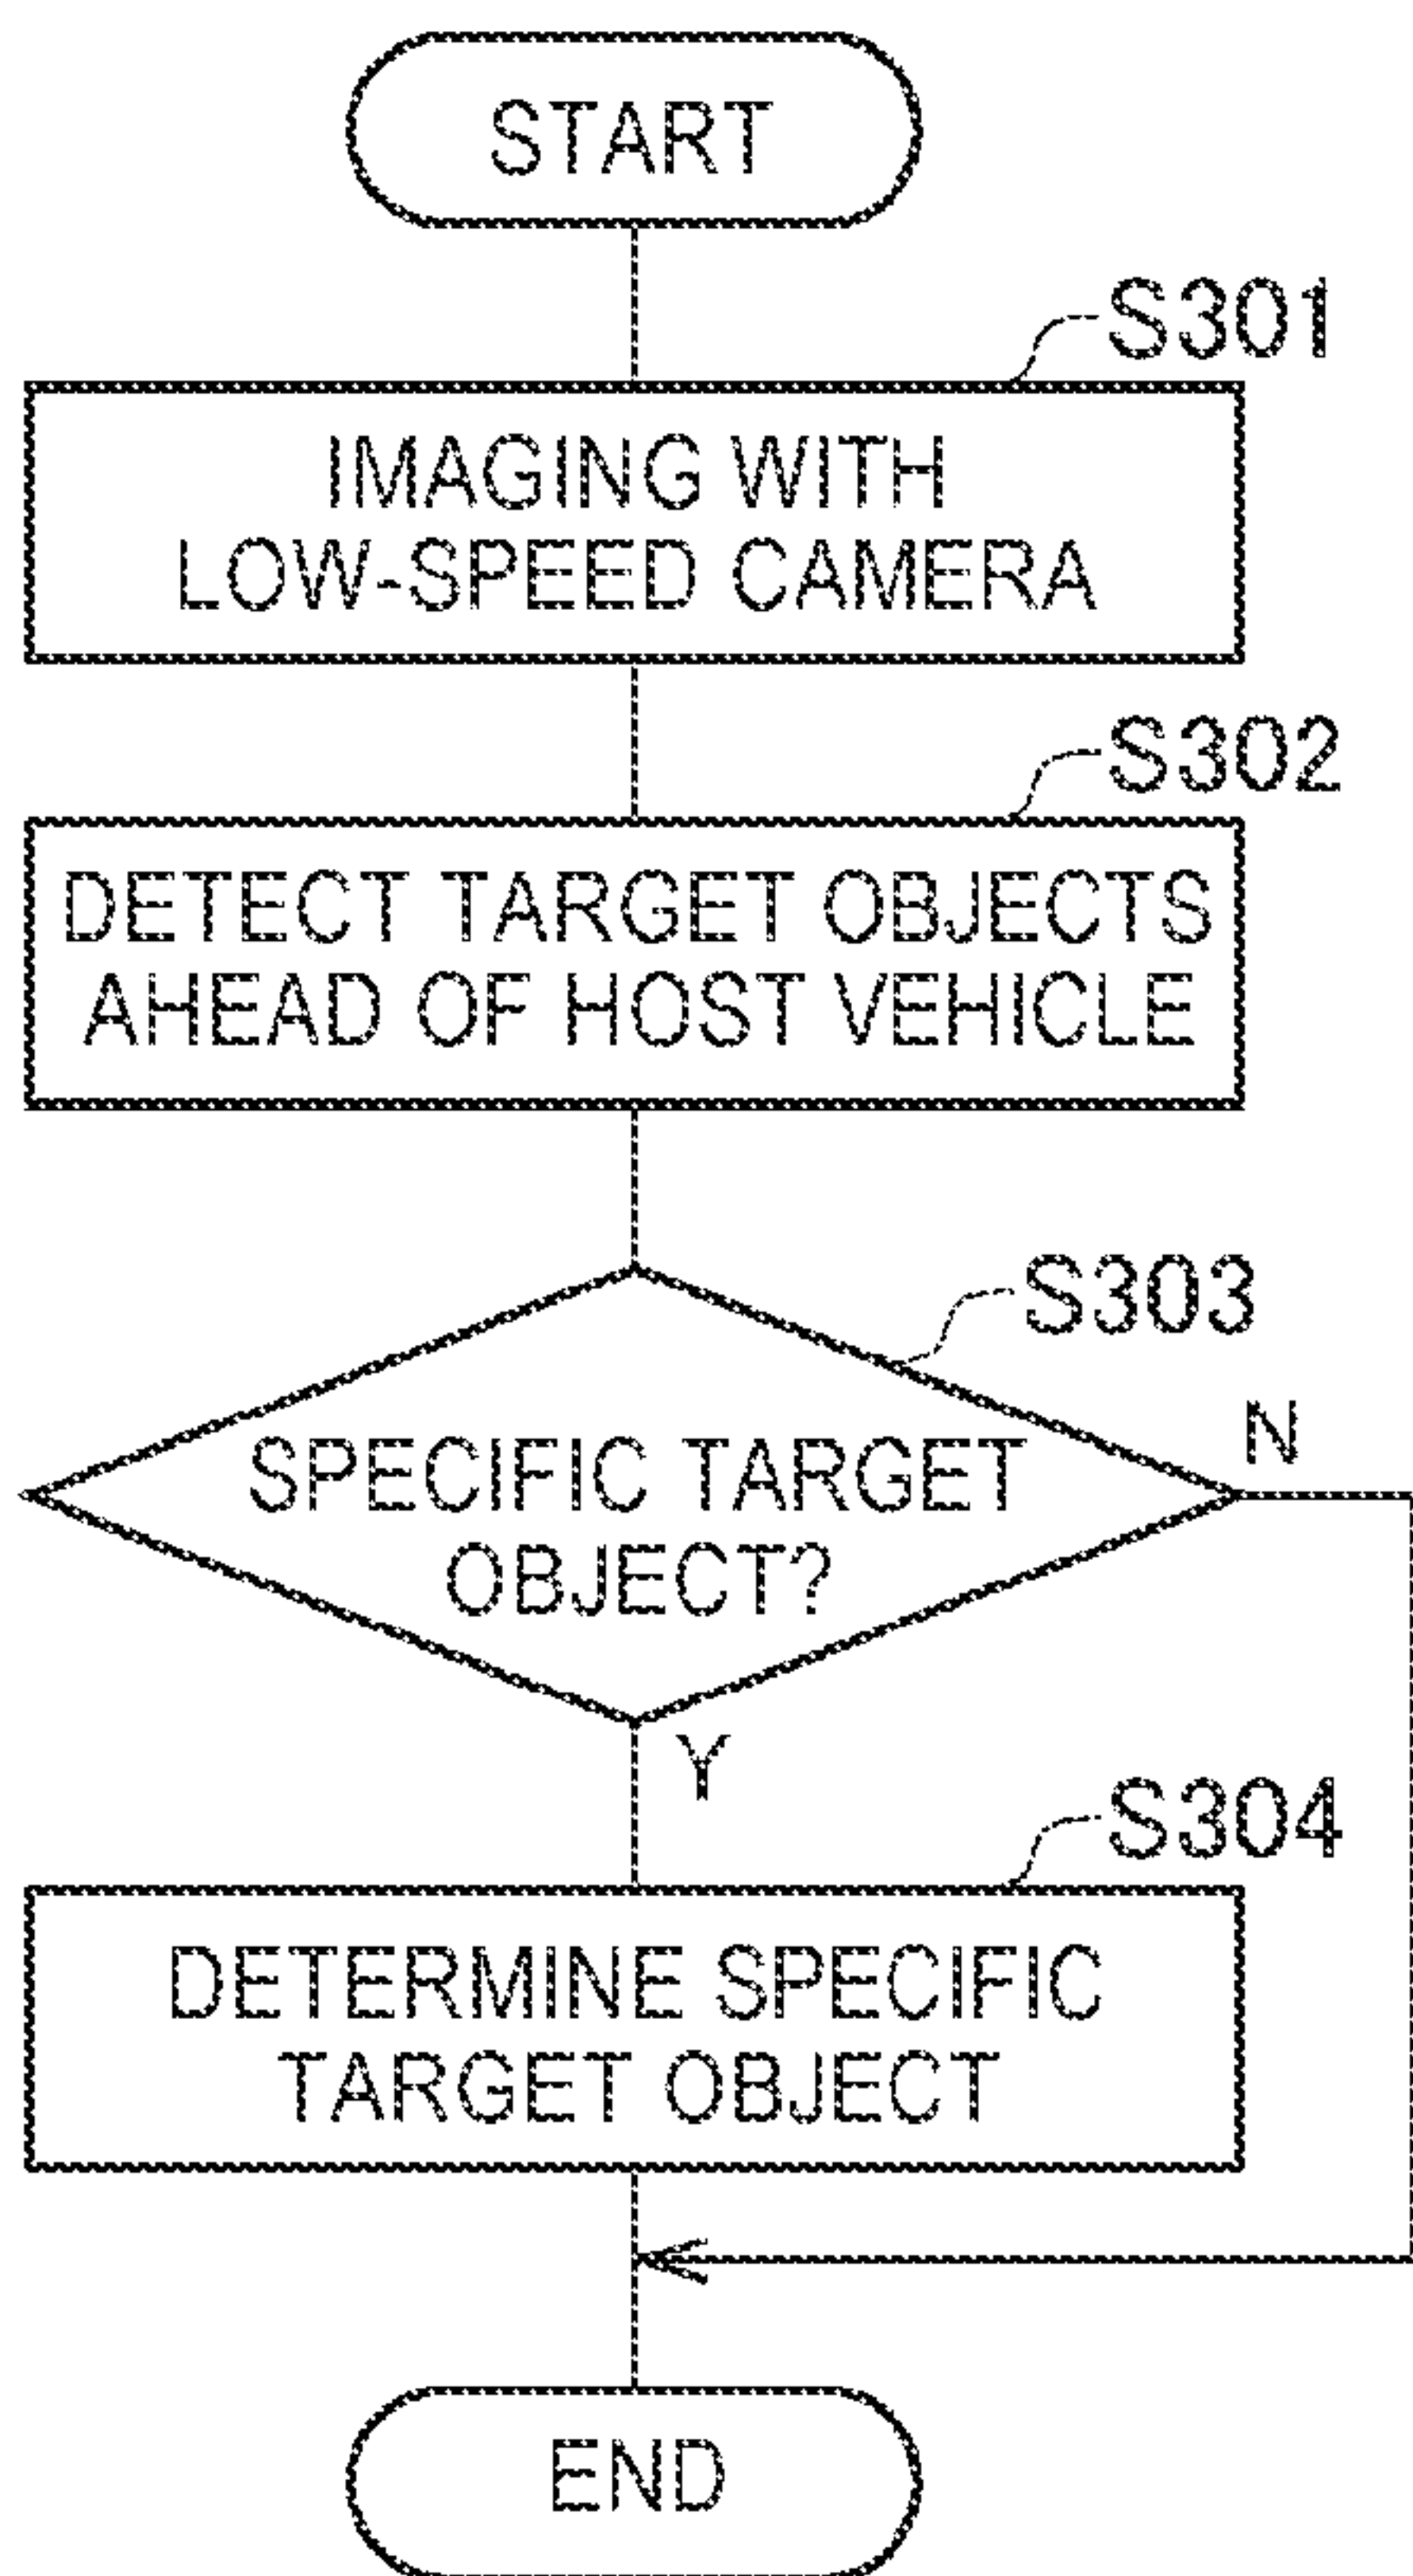 START
S301
IMAGING WITH
LOW-SPEED CAMERA
S302
DETECT TARGET OBJECTS
AHEAD OF HOST VEHICLE
S303
SPECIFIC TARGET
OBJECT?
N
Y
S304
DETERMINE SPECIFIC
TARGET OBJECT
END